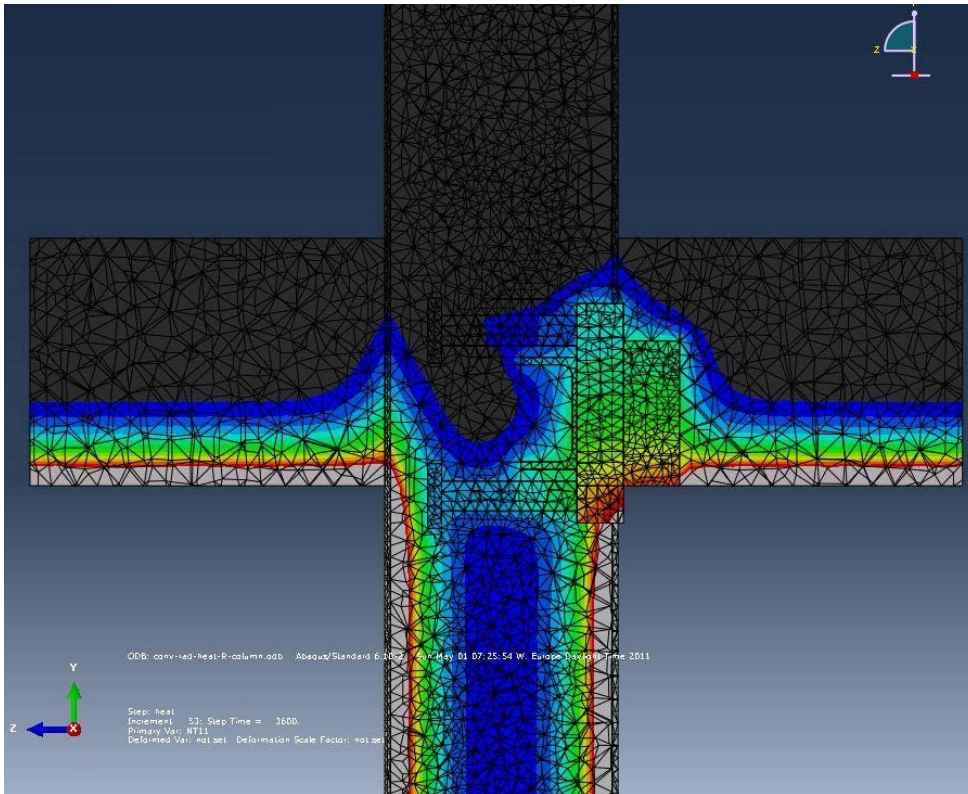 Z
ODB: conv-rad-heat-R-column.odb Abaqus/Standard 6.10-2 Sun May 01 07:25:54 W. Europe Daylight Time 2011
Y
Z
X
Step: heat
Increment 53: Step Time = 3600.
Primary Var: NT11
Deformed Var: not set Deformation Scale Factor: not set